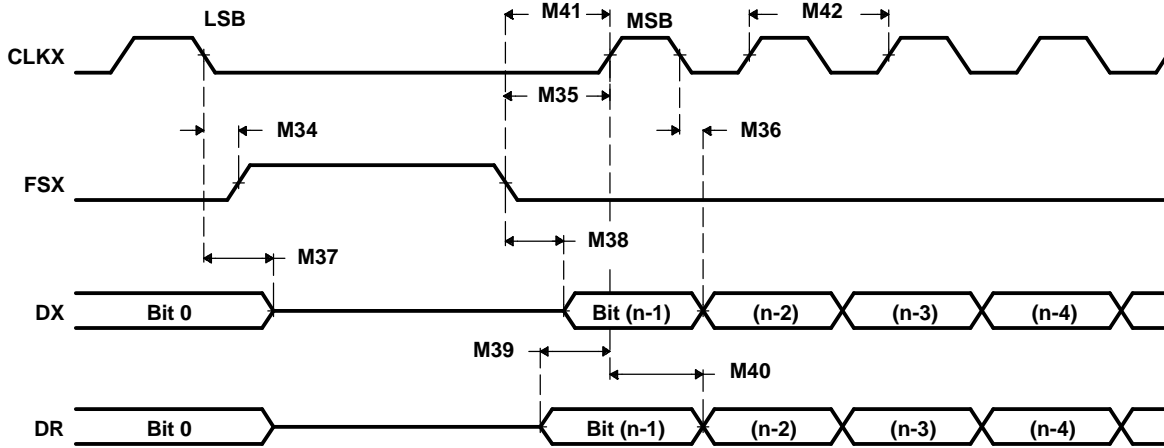 LSB
M41
MSB
M42
CLKX
M35
M34
M36
FSX
M37
M38
DX
Bit 0
Bit (n-1)
(n-2)
(n-3)
(n-4)
M39
M40
DR
Bit 0
Bit (n-1)
(n-2)
(n-3)
(n-4)